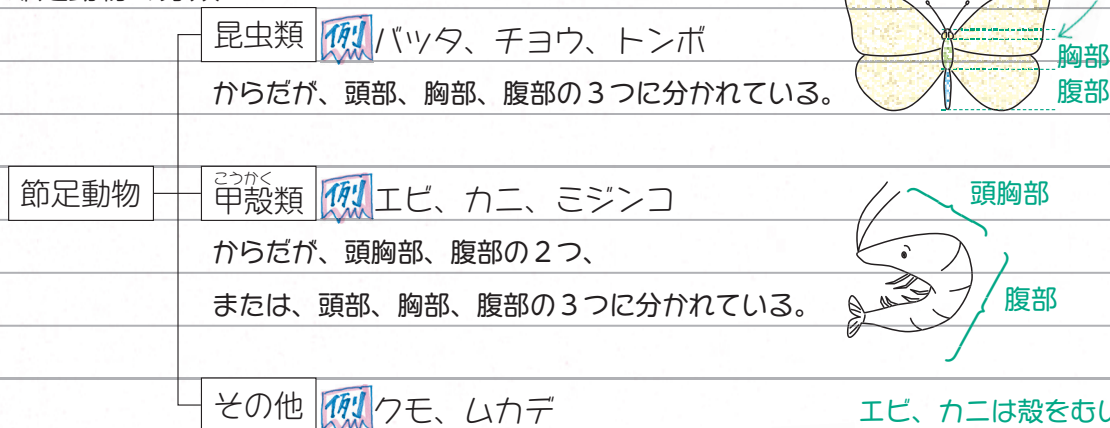 昆虫類 例 バッタ、チョウ、トンボ
胸部
からだが、頭部、胸部、腹部の3つに分かれている。
腹部
節足動物
こうかく
甲殻類 例 エビ、カニ、ミジンコ
頭胸部
からだが、頭胸部、腹部の2つ、
または、頭部、胸部、腹部の3つに分かれている。
腹部
その他 例 クモ、ムカデ
エビ、カニは殻をむい